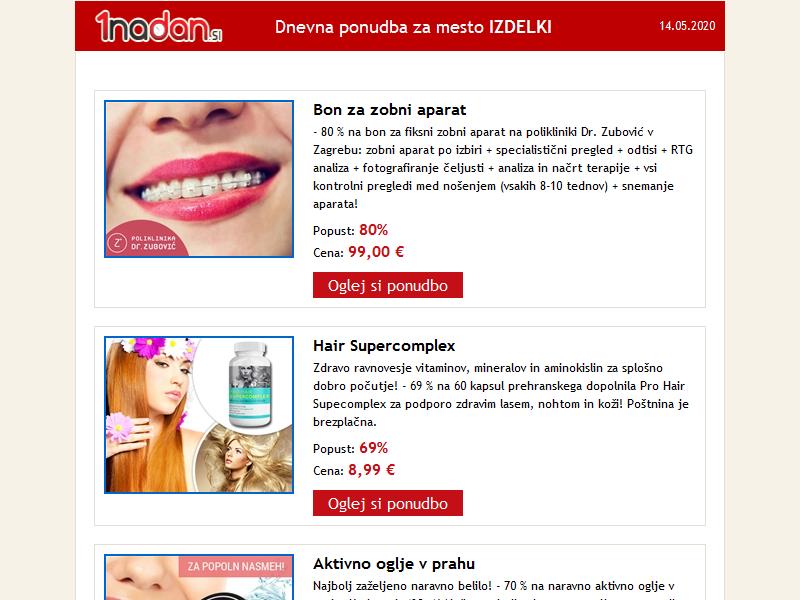 1nadan.si
Dnevna ponudba za mesto IZDELKI
14.05.2020
Bon za zobni aparat
- 80 % na bon za fiksni zobni aparat na polikliniki Dr. Zubović v
Zagrebu: zobni aparat po izbiri + specialistični pregled + odtisi + RTG
analiza + fotografiranje čeljusti + analiza in načrt terapije + vsi
kontrolni pregledi med nošenjem (vsakih 8-10 tednov) + snemanje
aparata!
Popust: 80%
Cena: 99,00 €
Oglej si ponudbo
POLIKLINIKA
DR. ZUBOVIĆ
Hair Supercomplex
Zdravo ravnovesje vitaminov, mineralov in aminokislin za splošno
dobro počutje! - 69 % na 60 kapsul prehranskega dopolnila Pro Hair
Supecomplex za podporo zdravim lasem, nohtom in koži! Poštnina je
brezplačna.
Popust: 69%
Cena: 8,99 €
Oglej si ponudbo
SUPERCOMPLEX
ZA POPOLN NASMEH!
Aktivno oglje v prahu
Najbolj zaželjeno naravno belilo! - 70 % na naravno aktivno oglje v